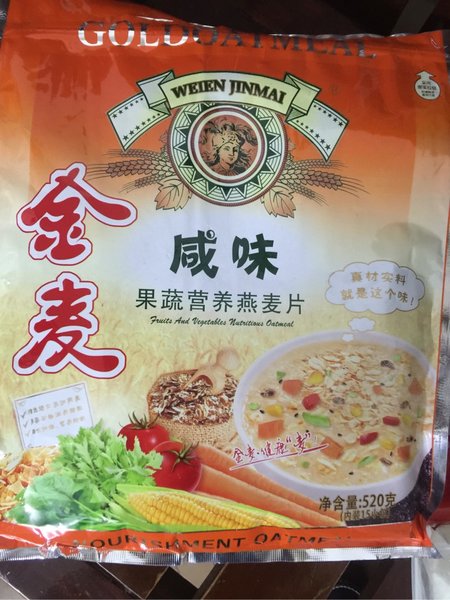 GOLDOATMEAL
WEIEN JINMAI
金麦
咸味
果蔬营养燕麦片
Fruits And Vegetables Nutritious Oatmeal
真材实料
就是这个味!
金麦·健康"麦"
净含量:520克
NOURISHMENT OATMEAL